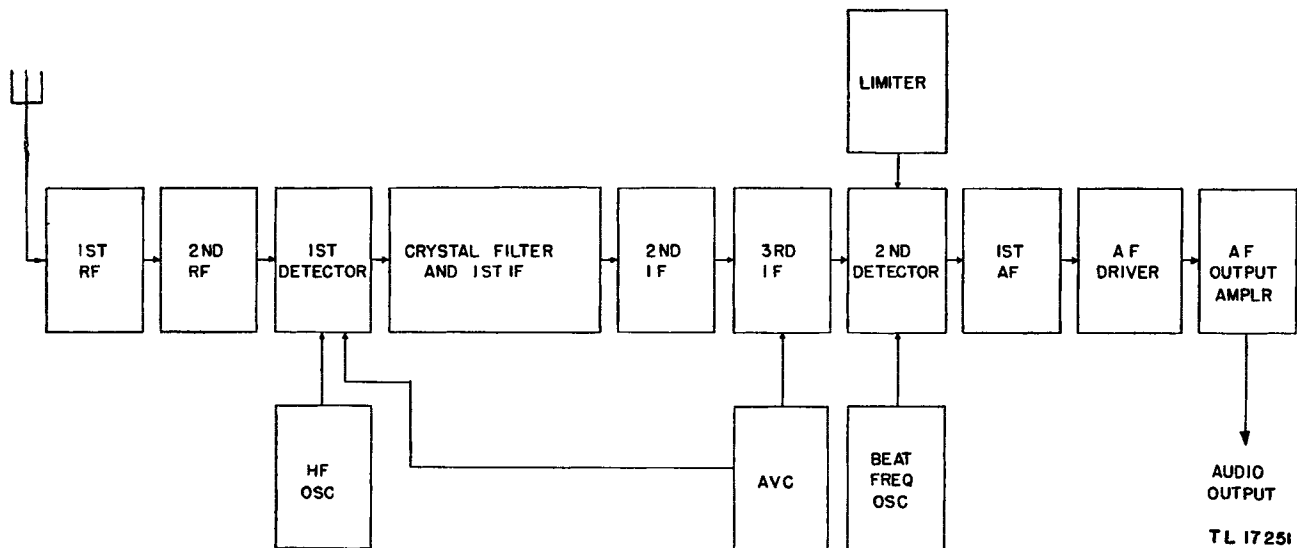 LIMITER
1ST
RF
2ND
RF
1ST
DETECTOR
CRYSTAL FILTER
AND 1ST IF
2ND
IF
3RD
IF
2ND
DETECTOR
1ST
AF
AF
DRIVER
AF
OUTPUT
AMPLR
HF
OSC
AVC
BEAT
FREQ
OSC
AUDIO
OUTPUT
TL 17251